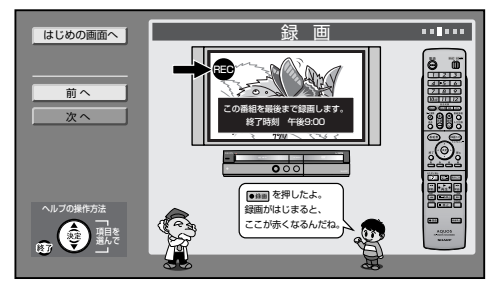 はじめの画面へ
録 画
前 へ
次 へ
REC
この番組を最後まで録画します。
終了時刻 午後9:00
●録画 を押したよ。
録画がはじまると、
ここが赤くなるんだね。
ヘルプの操作方法
決定
項目を
選んで
終了
AQUOS
SHARP